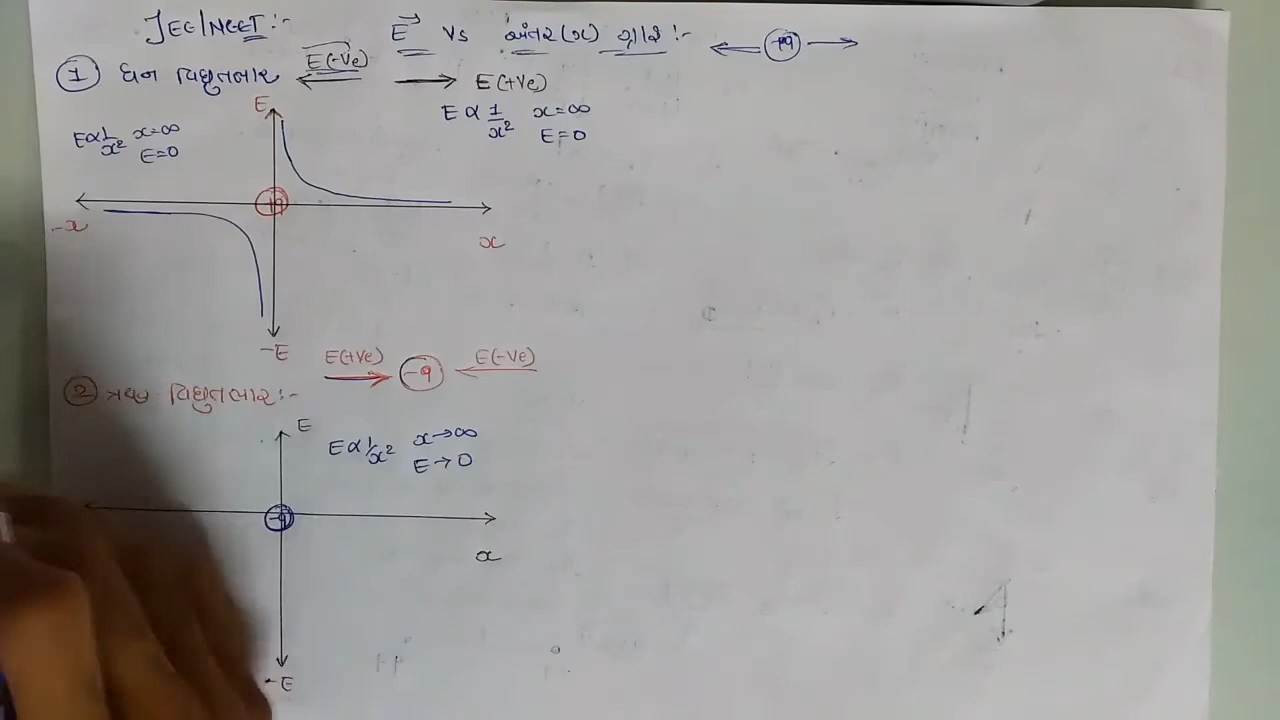 JEE/NEET :- E⃗ vs અંતર (x) ગ્રાફ :- +q
① ધન વિદ્યુતભાર E(+ve) E(+ve)
E
E∝1/x² x=∞
E=0
E∝1/x² x=∞
E=0
+q
-x x
-E
E(+ve) -q E(-ve)
② ઋણ વિદ્યુતભાર :-
E
E∝1/x² x→∞
E→0
-q
x
-E